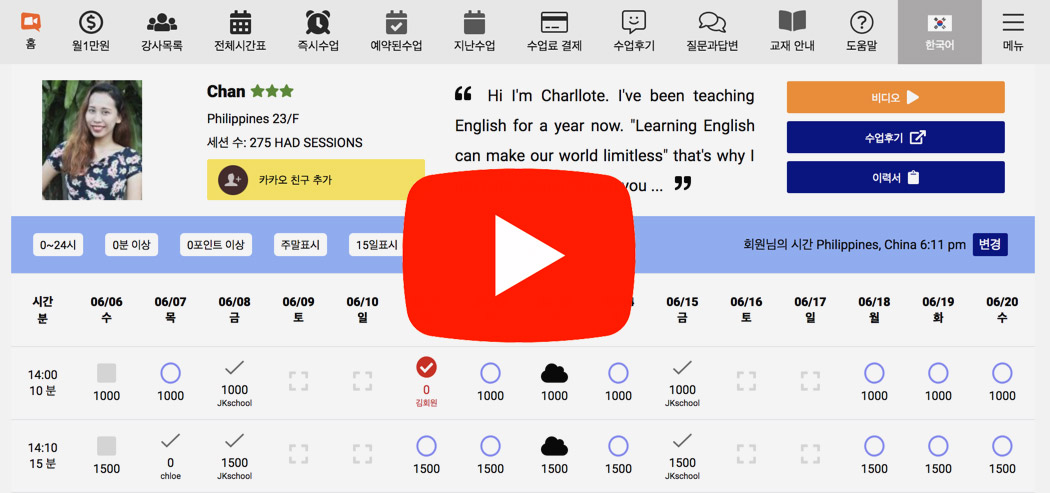 홈 월1만원 강사목록 전체시간표 즉시수업 예약된수업 지난수업 수업료 결제 수업후기 질문과답변 교재 안내 도움말 한국어 메뉴
Chan
Philippines 23/F
세션 수: 275 HAD SESSIONS
카카오 친구 추가
Hi I'm Charllote. I've been teaching
English for a year now. "Learning English
can make our world limitless" that's why I
you ...
비디오
수업후기
이력서
0~24시 0분 이상 0포인트 이상 주말표시 15일표시
회원님의 시간 Philippines, China 6:11 pm 변경
시간 06/06 06/07 06/08 06/09 06/10 06/15 06/16 06/17 06/18 06/19 06/20
분 수 목 금 토 일 금 토 일 월 화 수
14:00
10 분 1000 1000 1000 0 1000 1000 1000 1000 1000 1000 1000
JKschool 김회원 JKschool
14:10
15 분 1500 0 1500 1500 1500 1500 1500 1500 1500 1500 1500
chloe JKschool JKschool